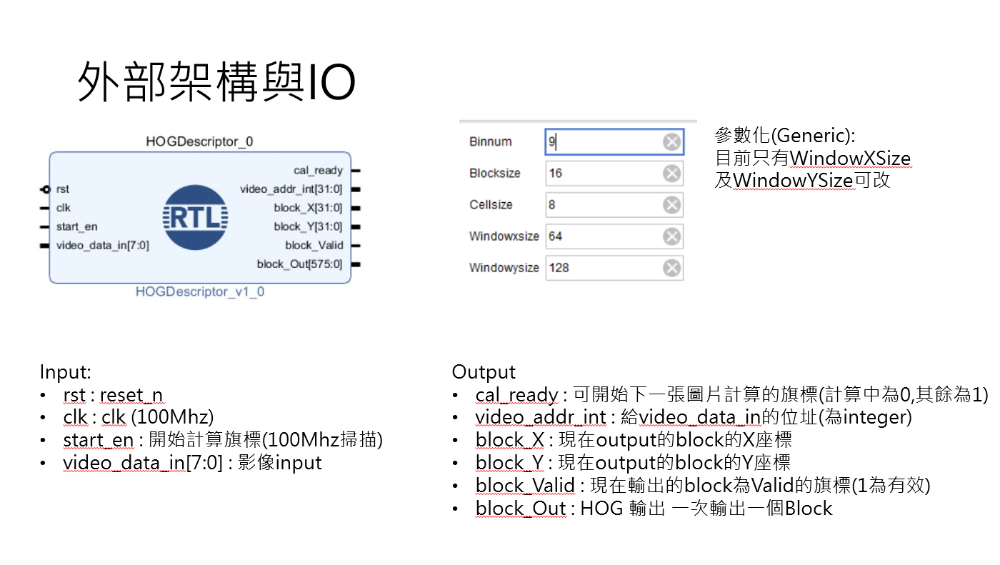 外部架構與IO
HOGDescriptor_0
cal_ready
rst
video_addr_int[31:0]
clk
block_X[31:0]
start_en
block_Y[31:0]
video_data_in[7:0]
block_Valid
block_Out[575:0]
RTL
HOGDescriptor_v1_0
Binnum 9
Blocksize 16
Cellsize 8
Windowxsize 64
Windowysize 128
參數化(Generic):
目前只有WindowXSize
及WindowYSize可改
Input:
• rst : reset_n
• clk : clk (100Mhz)
• start_en : 開始計算旗標(100Mhz掃描)
• video_data_in[7:0] : 影像input
Output
• cal_ready : 可開始下一張圖片計算的旗標(計算中為0,其餘為1)
• video_addr_int : 給video_data_in的位址(為integer)
• block_X : 現在output的block的X座標
• block_Y : 現在output的block的Y座標
• block_Valid : 現在輸出的block為Valid的旗標(1為有效)
• block_Out : HOG 輸出 一次輸出一個Block